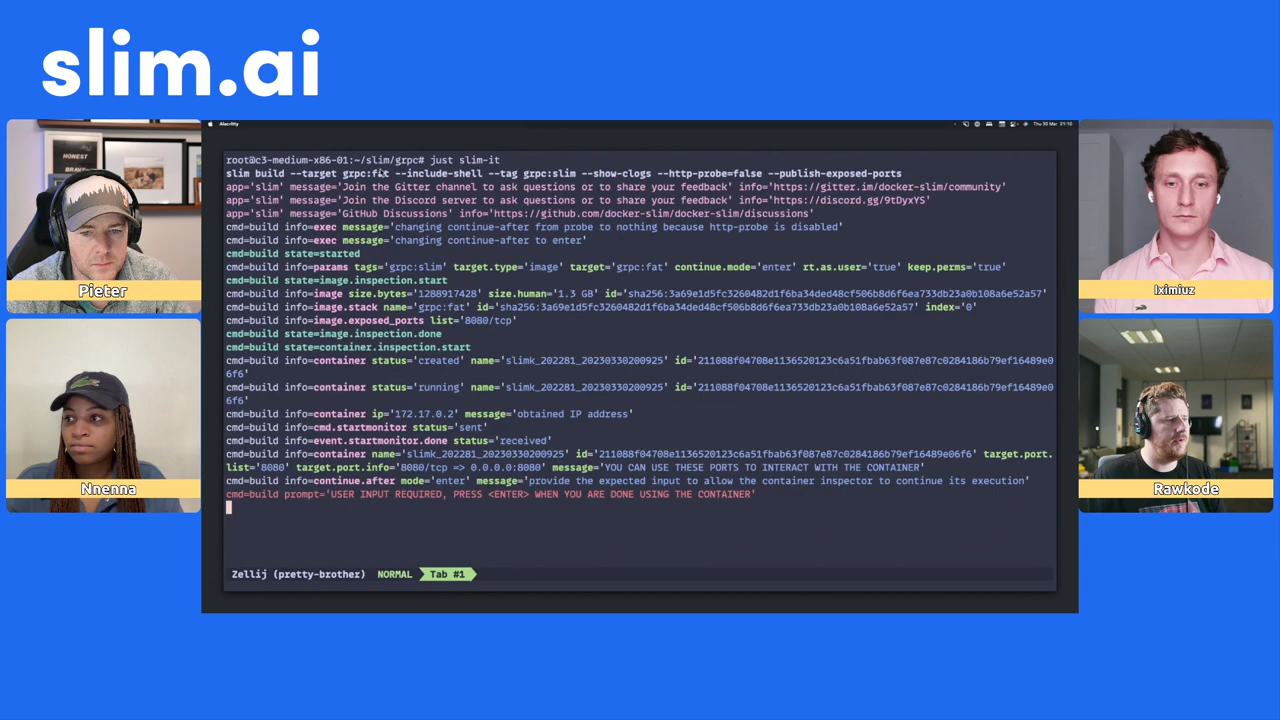 slim.ai
Alacritty
Thu 30 Mar 21:10
HONEST
Pieter
Nnenna
Iximiuz
Rawkode
root@c3-medium-x86-01:~/slim/grpc# just slim-it
slim build --target grpc:fat --include-shell --tag grpc:slim --show-clogs --http-probe=false --publish-exposed-ports
app='slim' message='Join the Gitter channel to ask questions or to share your feedback' info='https://gitter.im/docker-slim/community'
app='slim' message='Join the Discord server to ask questions or to share your feedback' info='https://discord.gg/9tDyxYS'
app='slim' message='GitHub Discussions' info='https://github.com/docker-slim/docker-slim/discussions'
cmd=build info=exec message='changing continue-after from probe to nothing because http-probe is disabled'
cmd=build info=exec message='changing continue-after to enter'
cmd=build state=started
cmd=build info=params tags='grpc:slim' target.type='image' target='grpc:fat' continue.mode='enter' rt.as.user='true' keep.perms='true'
cmd=build state=image.inspection.start
cmd=build info=image size.bytes='1288917428' size.human='1.3 GB' id='sha256:3a69e1d5fc3260482d1f6ba34ded48cf506b8d6f6ea733db23a0b108a6e52a57'
cmd=build info=image.stack name='grpc:fat' id='sha256:3a69e1d5fc3260482d1f6ba34ded48cf506b8d6f6ea733db23a0b108a6e52a57' index='0'
cmd=build info=image.exposed_ports list='8080/tcp'
cmd=build state=image.inspection.done
cmd=build state=container.inspection.start
cmd=build info=container status='created' name='slimk_202281_20230330200925' id='211088f04708e1136520123c6a51fbab63f087e87c0284186b79ef16489e0
6f6'
cmd=build info=container status='running' name='slimk_202281_20230330200925' id='211088f04708e1136520123c6a51fbab63f087e87c0284186b79ef16489e0
6f6'
cmd=build info=container ip='172.17.0.2' message='obtained IP address'
cmd=build info=cmd.startmonitor status='sent'
cmd=build info=event.startmonitor.done status='received'
cmd=build info=container name='slimk_202281_20230330200925' id='211088f04708e1136520123c6a51fbab63f087e87c0284186b79ef16489e06f6' target.port.
list='8080' target.port.info='8080/tcp => 0.0.0.0:8080' message='YOU CAN USE THESE PORTS TO INTERACT WITH THE CONTAINER'
cmd=build info=continue.after mode='enter' message='provide the expected input to allow the container inspector to continue its execution'
cmd=build prompt='USER INPUT REQUIRED, PRESS <ENTER> WHEN YOU ARE DONE USING THE CONTAINER'
Zellij (pretty-brother) NORMAL Tab #1